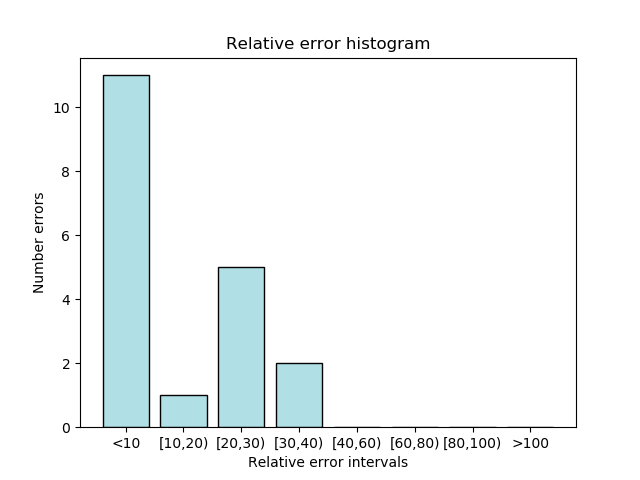 Relative error histogram
Number errors
10
8
6
4
2
0
<10 [10,20) [20,30) [30,40) [40,60) [60,80) [80,100) >100
Relative error intervals